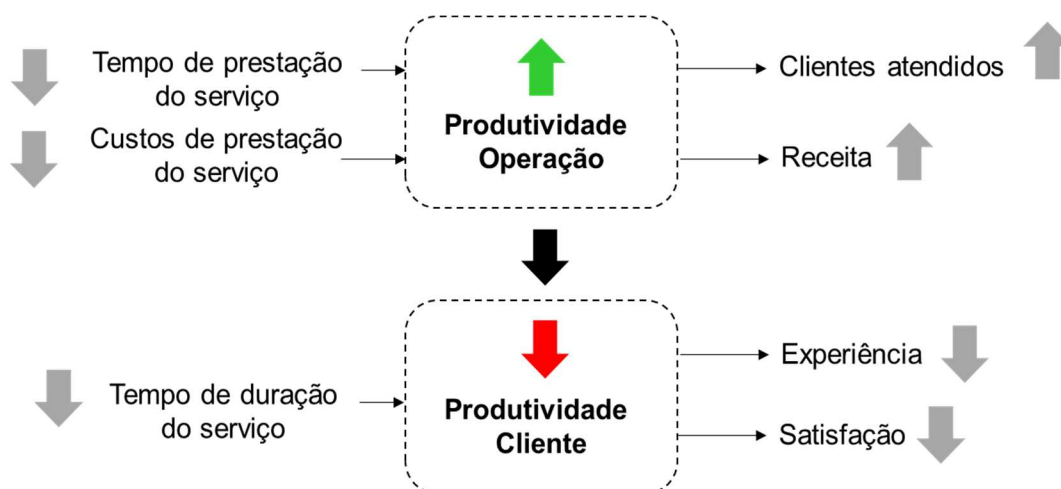 Tempo de prestação
do serviço
Clientes atendidos
Custos de prestação
do serviço
Produtividade
Operação
Receita
Tempo de duração
do serviço
Produtividade
Cliente
Experiência
Satisfação